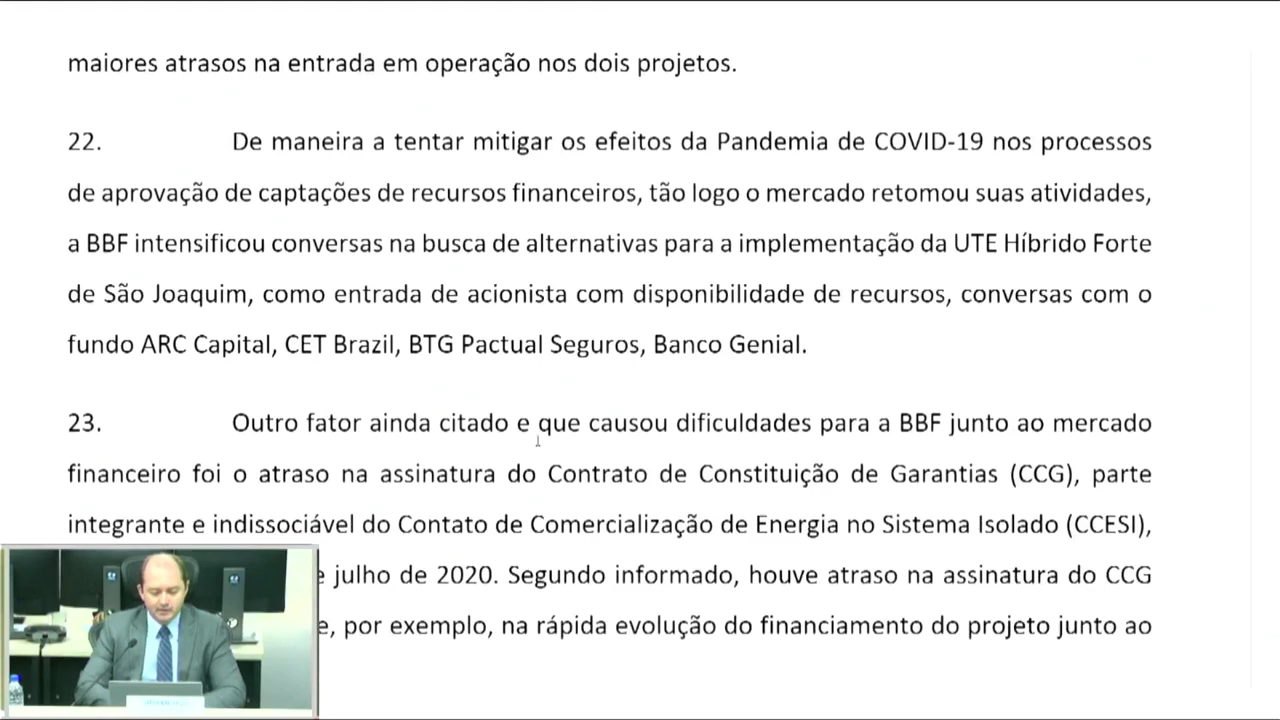 maiores atrasos na entrada em operação nos dois projetos.
22. De maneira a tentar mitigar os efeitos da Pandemia de COVID-19 nos processos
de aprovação de captações de recursos financeiros, tão logo o mercado retomou suas atividades,
a BBF intensificou conversas na busca de alternativas para a implementação da UTE Híbrido Forte
de São Joaquim, como entrada de acionista com disponibilidade de recursos, conversas com o
fundo ARC Capital, CET Brazil, BTG Pactual Seguros, Banco Genial.
23. Outro fator ainda citado e que causou dificuldades para a BBF junto ao mercado
financeiro foi o atraso na assinatura do Contrato de Constituição de Garantias (CCG), parte
integrante e indissociável do Contato de Comercialização de Energia no Sistema Isolado (CCESI),
e julho de 2020. Segundo informado, houve atraso na assinatura do CCG
e, por exemplo, na rápida evolução do financiamento do projeto junto ao